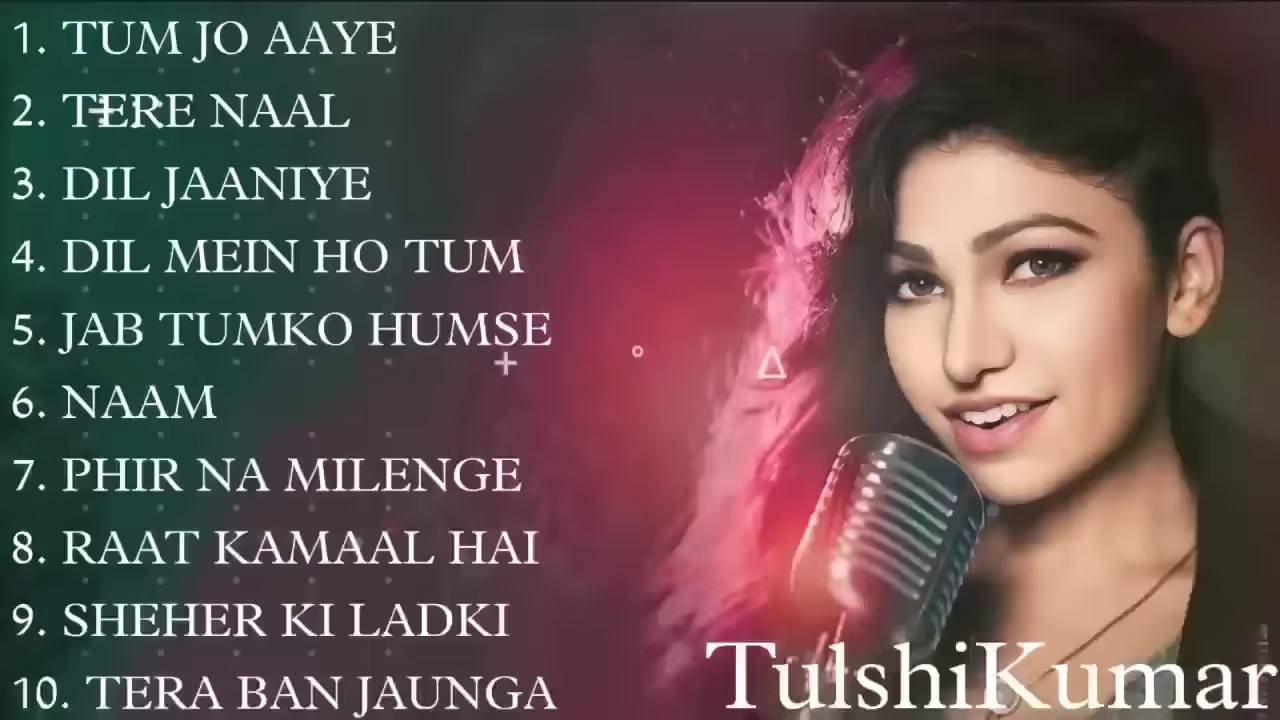 1. TUM JO AAYE
2. TERE NAAL
3. DIL JAANIYE
4. DIL MEIN HO TUM
5. JAB TUMKO HUMSE
6. NAAM
7. PHIR NA MILENGE
8. RAAT KAMAAL HAI
9. SHEHER KI LADKI
10. TERA BAN JAUNGA
TulshiKumar